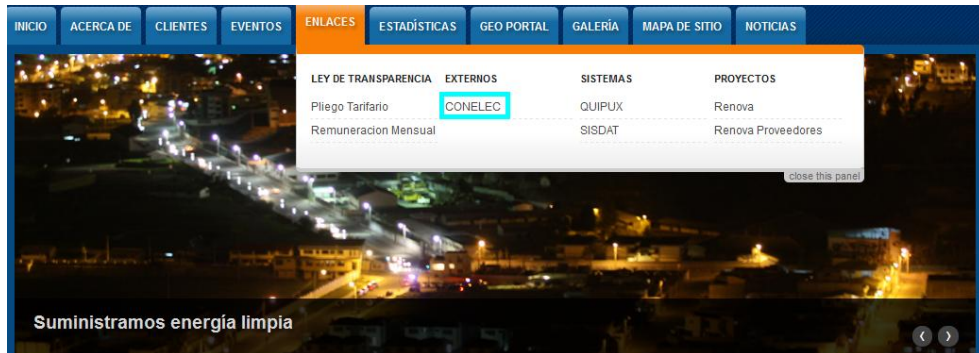 INICIO ACERCA DE CLIENTES EVENTOS ENLACES ESTADÍSTICAS GEO PORTAL GALERÍA MAPA DE SITIO NOTICIAS
LEY DE TRANSPARENCIA EXTERNOS SISTEMAS PROYECTOS
Pliego Tarifario CONELEC QUIPUX Renova
Remuneracion Mensual SISDAT Renova Proveedores
close this panel
Suministramos energía limpia